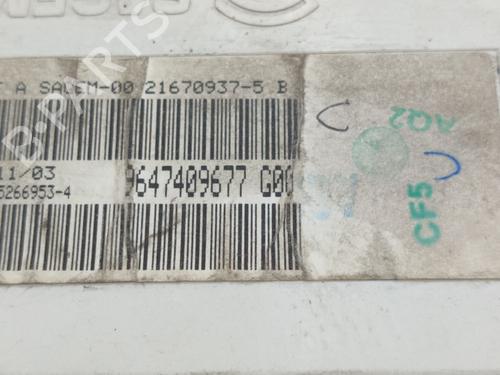 T A SAGEM-00 21670937-5 B
11/03
5266953-4
9647409677 G00
AQ2
CF5
B-PARTS